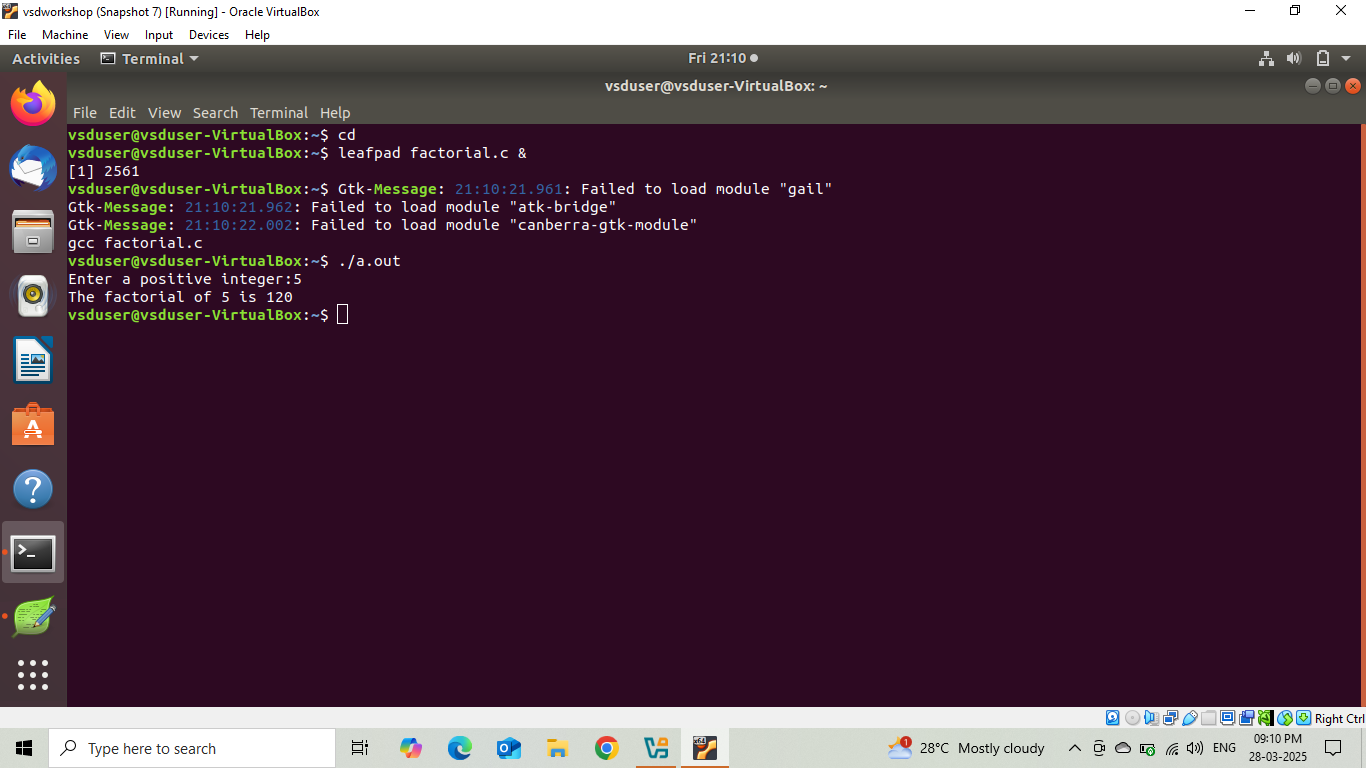 vsdworkshop (Snapshot 7) [Running] - Oracle VirtualBox
File Machine View Input Devices Help
Activities Terminal Fri 21:10
vsduser@vsduser-VirtualBox: ~
File Edit View Search Terminal Help
vsduser@vsduser-VirtualBox:~$ cd
vsduser@vsduser-VirtualBox:~$ leafpad factorial.c &
[1] 2561
vsduser@vsduser-VirtualBox:~$ Gtk-Message: 21:10:21.961: Failed to load module "gail"
Gtk-Message: 21:10:21.962: Failed to load module "atk-bridge"
Gtk-Message: 21:10:22.002: Failed to load module "canberra-gtk-module"
gcc factorial.c
vsduser@vsduser-VirtualBox:~$ ./a.out
Enter a positive integer:5
The factorial of 5 is 120
vsduser@vsduser-VirtualBox:~$
Right Ctrl
Type here to search
1
28°C Mostly cloudy
ENG
09:10 PM
28-03-2025